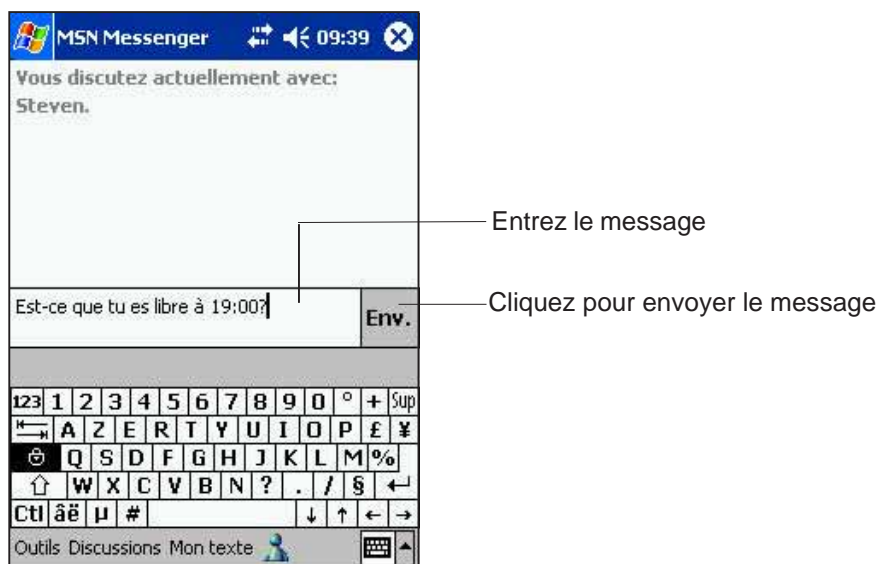 MSN Messenger 09:39
Vous discutez actuellement avec:
Steven.
Entrez le message
Est-ce que tu es libre à 19:00?
Env.
Cliquez pour envoyer le message
123 1 2 3 4 5 6 7 8 9 0 ° + Sup
A Z E R T Y U I O P £ ¥
Q S D F G H J K L M %
W X C V B N ? . / §
Ctl âë µ # ↓ ↑ ← →
Outils Discussions Mon texte